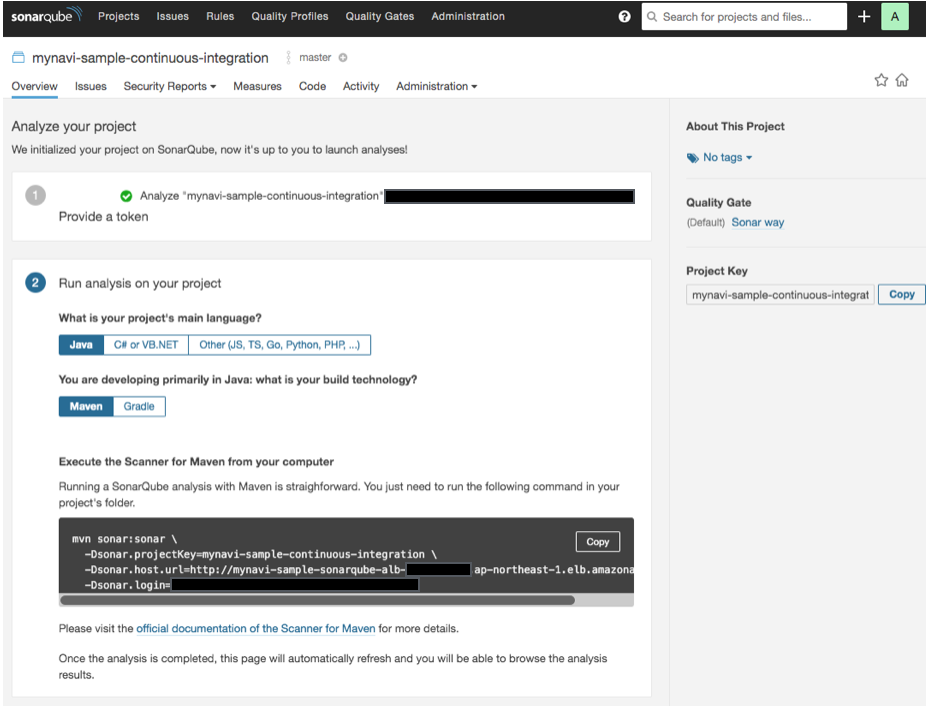 sonarqube Projects Issues Rules Quality Profiles Quality Gates Administration ? Search for projects and files... + A
mynavi-sample-continuous-integration master
Overview Issues Security Reports Measures Code Activity Administration
Analyze your project
We initialized your project on SonarQube, now it's up to you to launch analyses!
1 Analyze "mynavi-sample-continuous-integration"
Provide a token
2 Run analysis on your project
What is your project's main language?
Java C# or VB.NET Other (JS, TS, Go, Python, PHP, ...)
You are developing primarily in Java: what is your build technology?
Maven Gradle
Execute the Scanner for Maven from your computer
Running a SonarQube analysis with Maven is straighforward. You just need to run the following command in your
project's folder.
Copy
mvn sonar:sonar \
-Dsonar.projectKey=mynavi-sample-continuous-integration \
-Dsonar.host.url=http://mynavi-sample-sonarqube-alb- ap-northeast-1.elb.amazona
-Dsonar.login=
Please visit the official documentation of the Scanner for Maven for more details.
Once the analysis is completed, this page will automatically refresh and you will be able to browse the analysis
results.
About This Project
No tags
Quality Gate
(Default) Sonar way
Project Key
mynavi-sample-continuous-integrat Copy